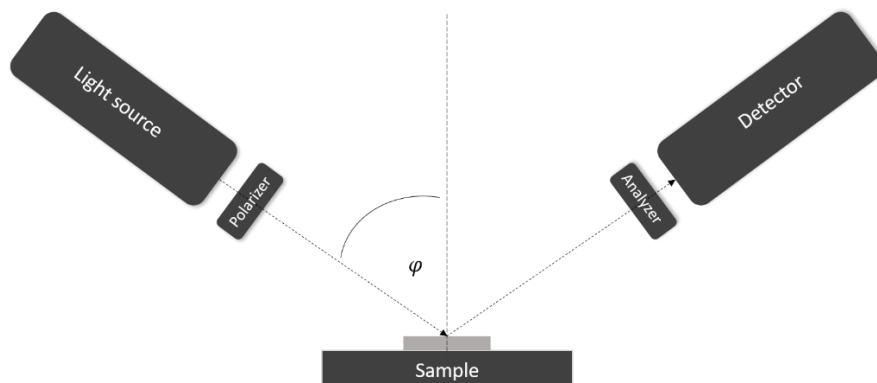 Light source
Polarizer
φ
Analyzer
Detector
Sample